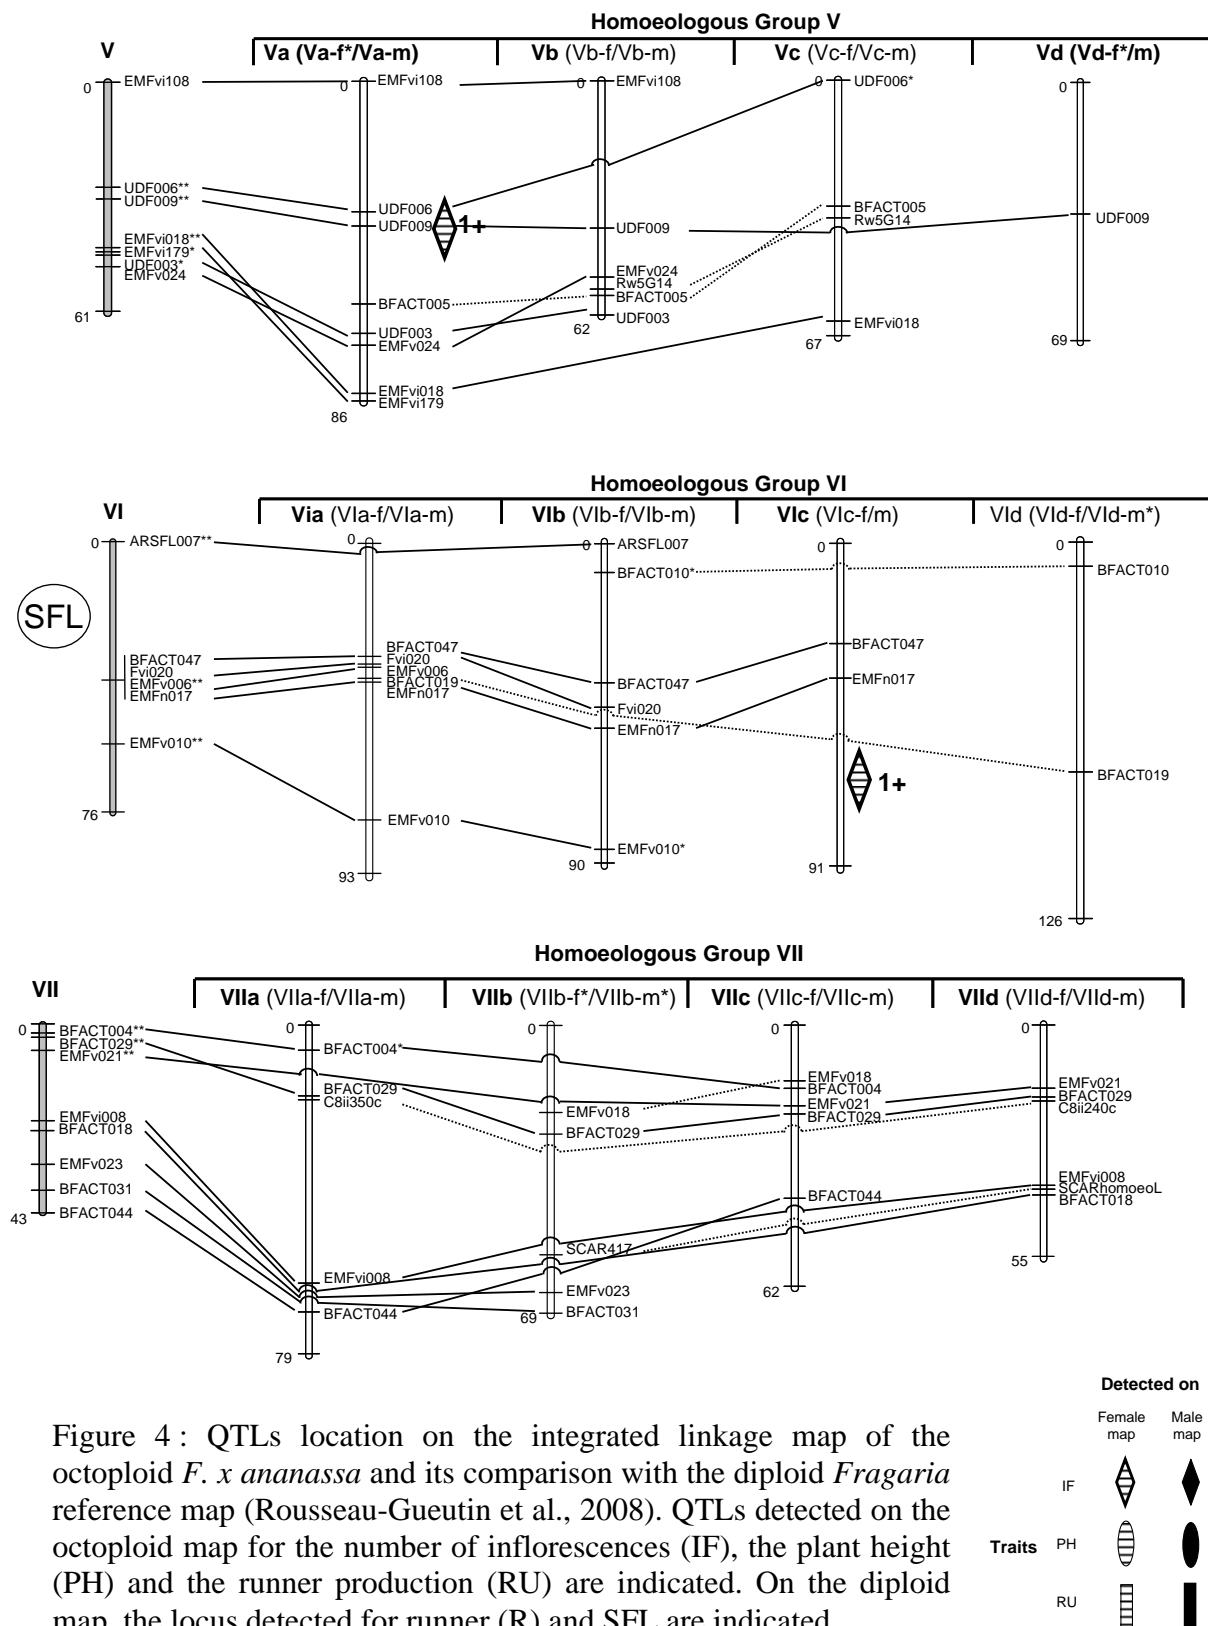 Homoeologous Group V
V
Va (Va-f*/Va-m)
Vb (Vb-f/Vb-m)
Vc (Vc-f/Vc-m)
Vd (Vd-f*/m)
0
EMFvi108
UDF006**
UDF009**
EMFvi018**
EMFvi179*
UDF003*
EMFv024
61
0
EMFvi108
UDF006
UDF009
1+
BFACT005
UDF003
EMFv024
EMFvi018
EMFvi179
86
0
EMFvi108
UDF009
EMFv024
Rw5G14
BFACT005
UDF003
62
0
UDF006*
BFACT005
Rw5G14
EMFvi018
67
0
UDF009
69
Homoeologous Group VI
VI
Via (VIa-f/VIa-m)
VIb (VIb-f/VIb-m)
VIc (VIc-f/m)
VId (VId-f/VId-m*)
0
ARSFL007**
SFL
BFACT047
Fvi020
EMFv006**
EMFn017
EMFv010**
76
0
BFACT047
Fvi020
EMFv006
BFACT019
EMFn017
EMFv010
93
0
ARSFL007
BFACT010*
BFACT047
Fvi020
EMFn017
EMFv010*
90
0
BFACT047
EMFn017
1+
91
0
BFACT010
BFACT019
126
Homoeologous Group VII
VII
VIIa (VIIa-f/VIIa-m)
VIIb (VIIb-f*/VIIb-m*)
VIIc (VIIc-f/VIIc-m)
VIId (VIId-f/VIId-m)
0
BFACT004**
BFACT029**
EMFv021**
EMFvi008
BFACT018
EMFv023
BFACT031
BFACT044
43
0
BFACT004*
BFACT029
C8ii350c
EMFvi008
BFACT044
79
0
EMFv018
BFACT029
SCAR417
EMFv023
BFACT031
69
0
EMFv018
BFACT004
EMFv021
BFACT029
BFACT044
62
0
EMFv021
BFACT029
C8ii240c
EMFvi008
SCARhomoeoL
BFACT018
55
Figure 4 : QTLs location on the integrated linkage map of the
octoploid F. x ananassa and its comparison with the diploid Fragaria
reference map (Rousseau-Gueutin et al., 2008). QTLs detected on the
octoploid map for the number of inflorescences (IF), the plant height
(PH) and the runner production (RU) are indicated. On the diploid
map, the locus detected for runner (R) and SFL are indicated
Detected on
Female map
Male map
Traits
IF
PH
RU